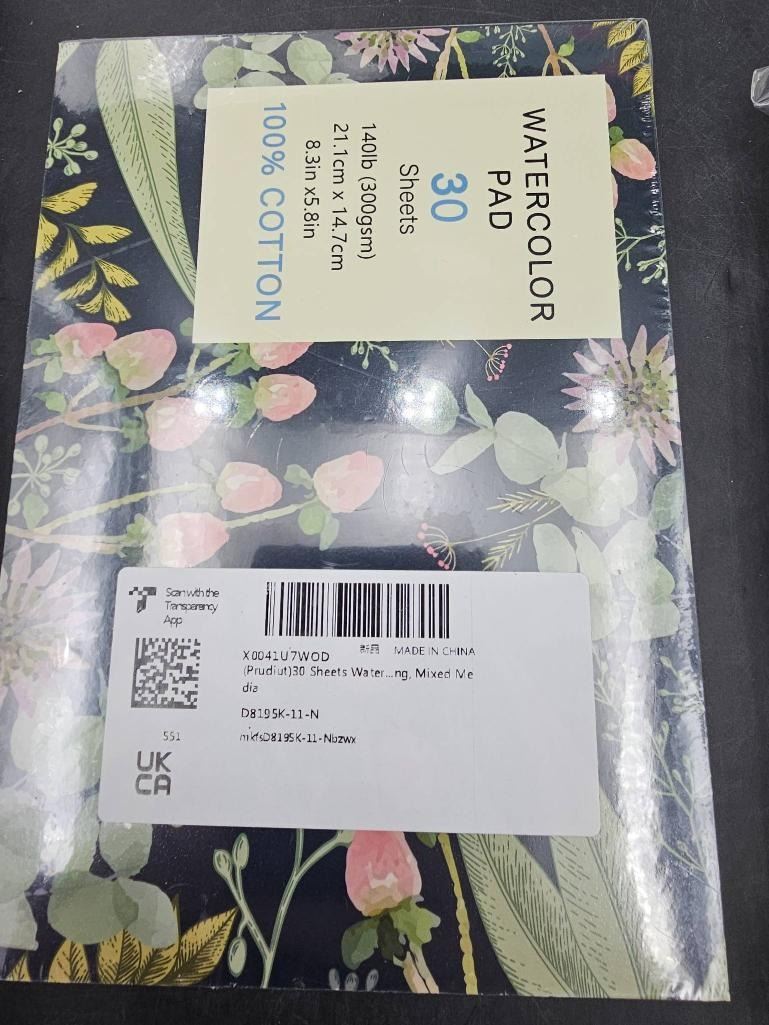 WATERCOLOR
PAD
30
Sheets
140lb (300gsm)
21.1cm x 14.7cm
8.3in x5.8in
100% COTTON
Scan with the
Transparency
App
X0041U7WOD
新品 MADE IN CHINA
(Prudiut)30 Sheets Water...ng, Mixed Me
dia
D8195K-11-N
551
mkfsD8195K-11-Nbzwx
UK
CA